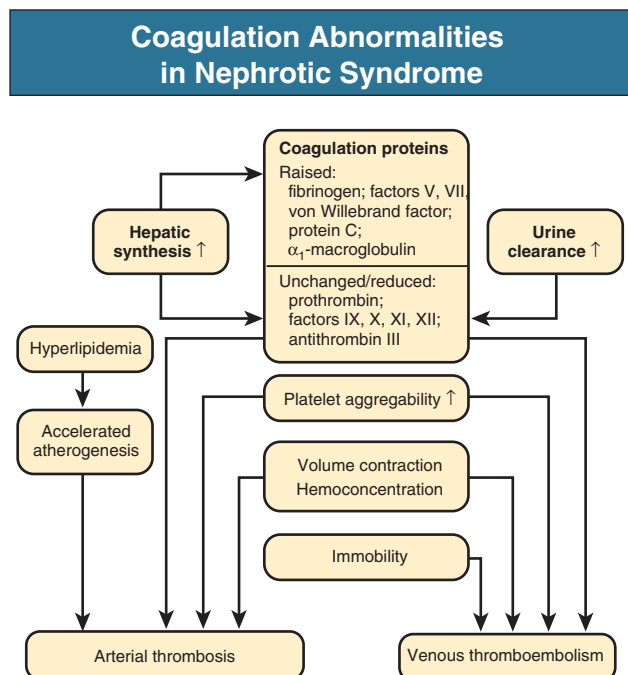 Coagulation Abnormalities
in Nephrotic Syndrome
Coagulation proteins
Raised:
fibrinogen; factors V, VII,
von Willebrand factor;
protein C;
α₁-macroglobulin
Hepatic
synthesis ↑
Urine
clearance ↑
Unchanged/reduced:
prothrombin;
factors IX, X, XI, XII;
antithrombin III
Hyperlipidemia
Platelet aggregability ↑
Accelerated
atherogenesis
Volume contraction
Hemoconcentration
Immobility
Arterial thrombosis
Venous thromboembolism